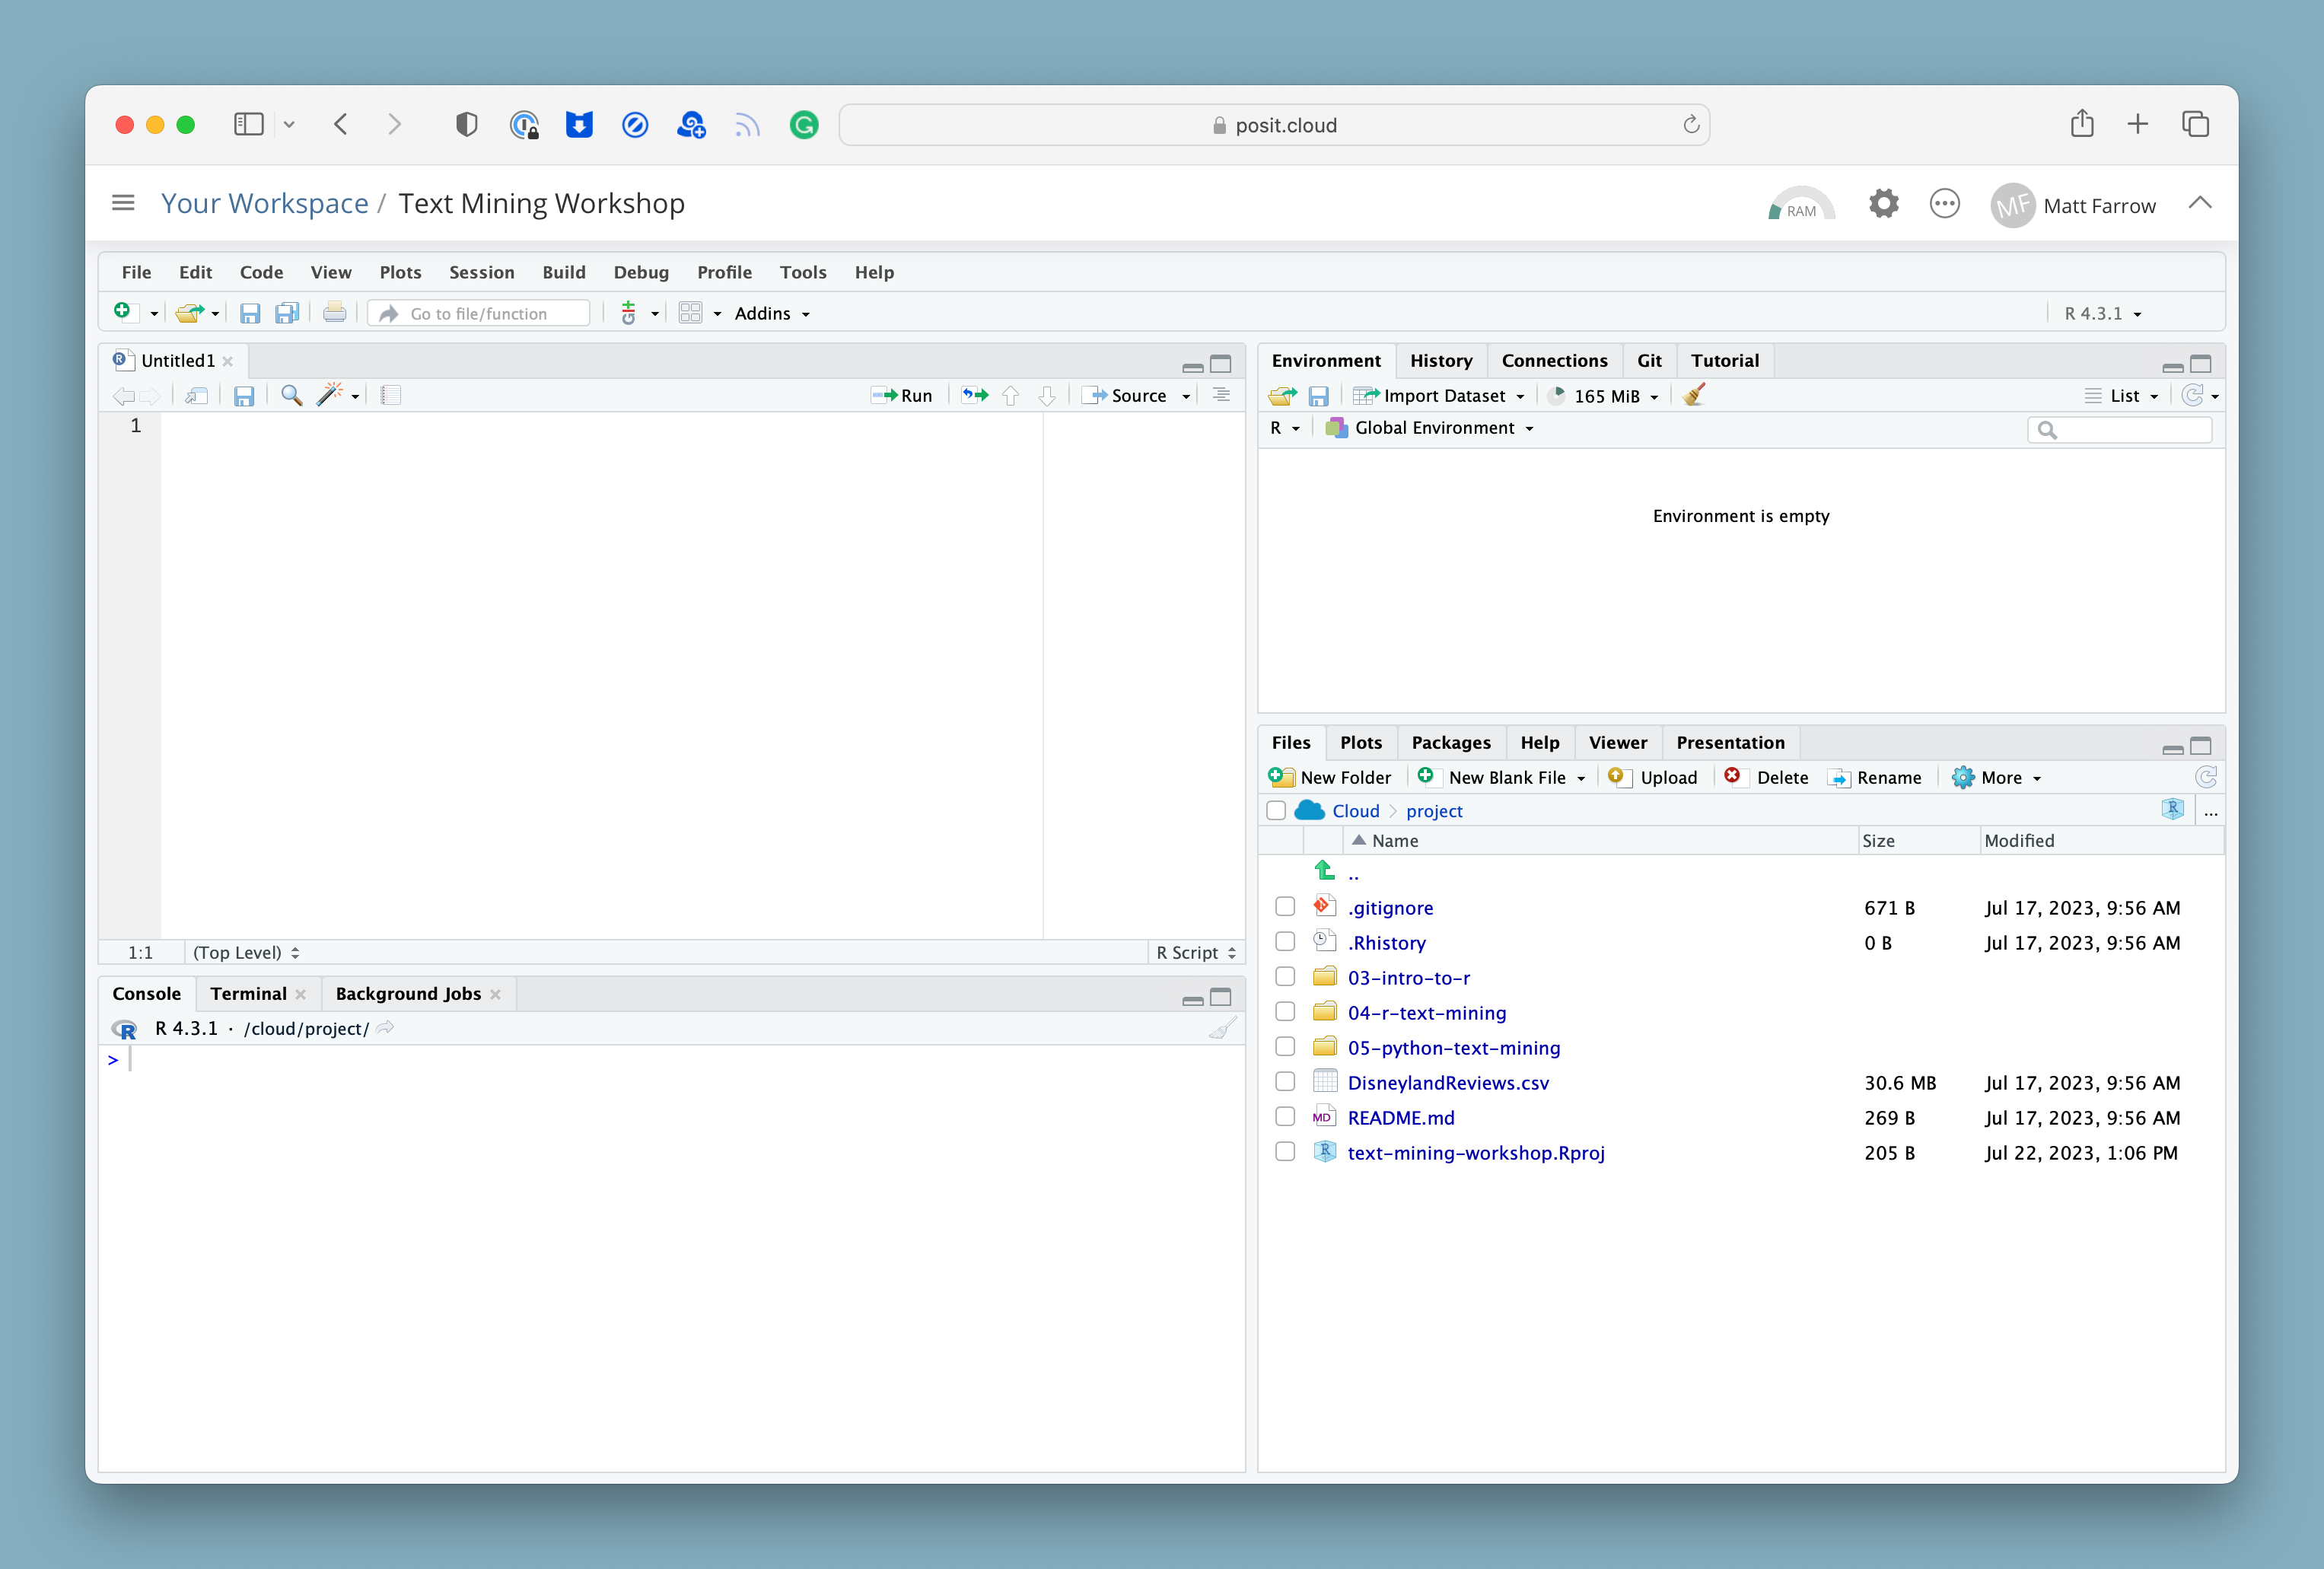 posit.cloud
Your Workspace / Text Mining Workshop
RAM
MF Matt Farrow
File Edit Code View Plots Session Build Debug Profile Tools Help
Go to file/function
Addins
R 4.3.1
Untitled1
Run
Source
1
1:1
(Top Level)
R Script
Console Terminal Background Jobs
R 4.3.1 · /cloud/project/
>
Environment History Connections Git Tutorial
Import Dataset
165 MiB
List
R
Global Environment
Environment is empty
Files Plots Packages Help Viewer Presentation
New Folder New Blank File Upload Delete Rename More
Cloud project
...
Name Size Modified
..
.gitignore 671 B Jul 17, 2023, 9:56 AM
.Rhistory 0 B Jul 17, 2023, 9:56 AM
03-intro-to-r
04-r-text-mining
05-python-text-mining
DisneylandReviews.csv 30.6 MB Jul 17, 2023, 9:56 AM
MD README.md 269 B Jul 17, 2023, 9:56 AM
text-mining-workshop.Rproj 205 B Jul 22, 2023, 1:06 PM